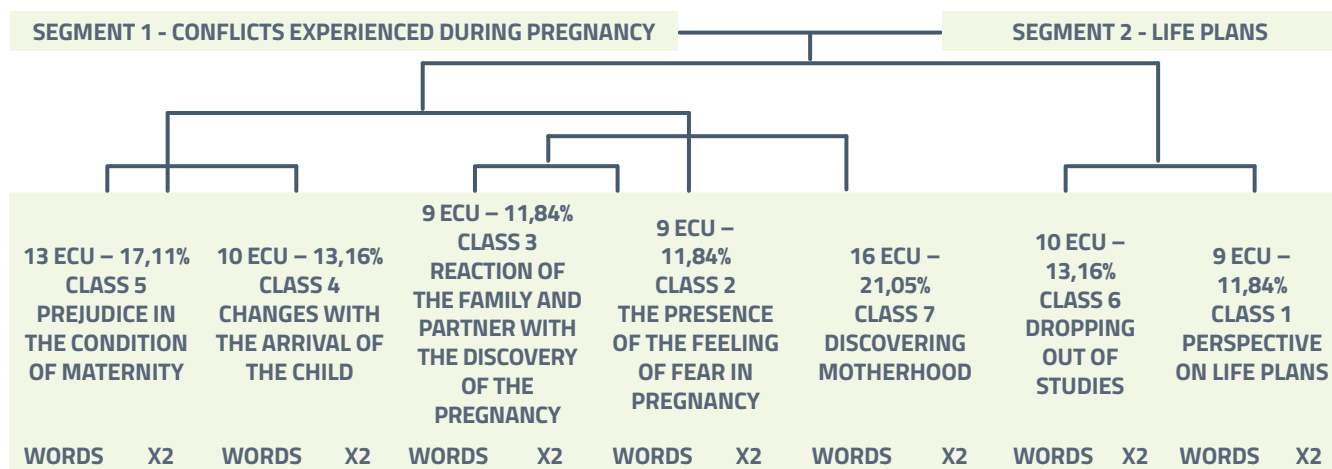 SEGMENT 1 - CONFLICTS EXPERIENCED DURING PREGNANCY
SEGMENT 2 - LIFE PLANS
13 ECU – 17,11%
CLASS 5
PREJUDICE IN
THE CONDITION
OF MATERNITY
10 ECU – 13,16%
CLASS 4
CHANGES WITH
THE ARRIVAL OF
THE CHILD
9 ECU – 11,84%
CLASS 3
REACTION OF
THE FAMILY AND
PARTNER WITH
THE DISCOVERY
OF THE
PREGNANCY
9 ECU –
11,84%
CLASS 2
THE PRESENCE
OF THE FEELING
OF FEAR IN
PREGNANCY
16 ECU –
21,05%
CLASS 7
DISCOVERING
MOTHERHOOD
10 ECU –
13,16%
CLASS 6
DROPPING
OUT OF
STUDIES
9 ECU –
11,84%
CLASS 1
PERSPECTIVE
ON LIFE PLANS
WORDS X2 WORDS X2 WORDS X2 WORDS X2 WORDS X2 WORDS X2 WORDS X2